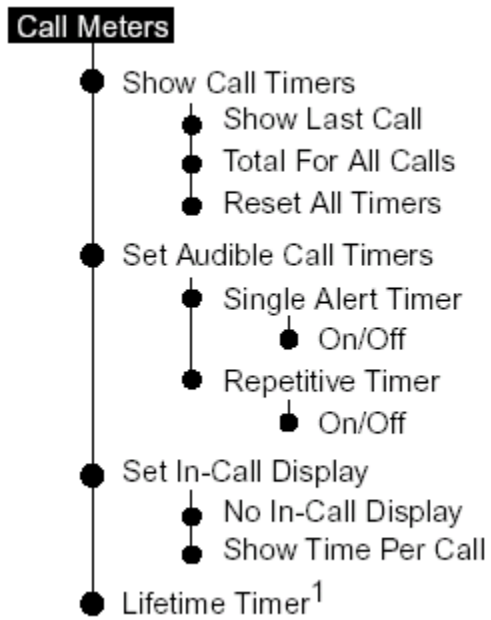 Call Meters
Show Call Timers
Show Last Call
Total For All Calls
Reset All Timers
Set Audible Call Timers
Single Alert Timer
On/Off
Repetitive Timer
On/Off
Set In-Call Display
No In-Call Display
Show Time Per Call
Lifetime Timer1